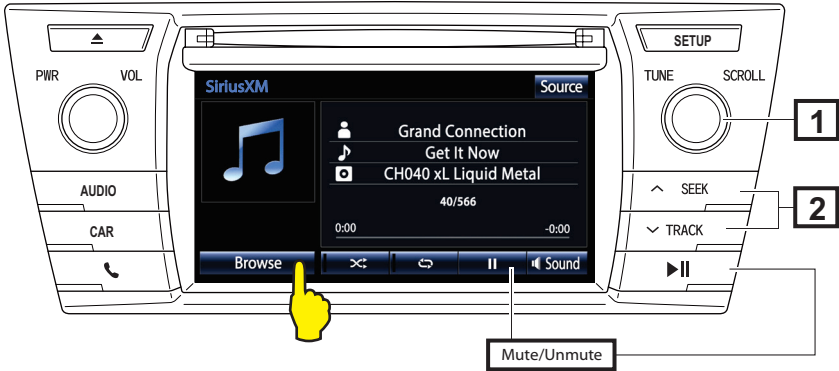 SETUP
PWR VOL
TUNE SCROLL
SiriusXM
Source
Grand Connection
Get It Now
CH040 xL Liquid Metal
40/566
0:00
-0:00
Browse
Sound
AUDIO
CAR
SEEK
TRACK
1
2
Mute/Unmute